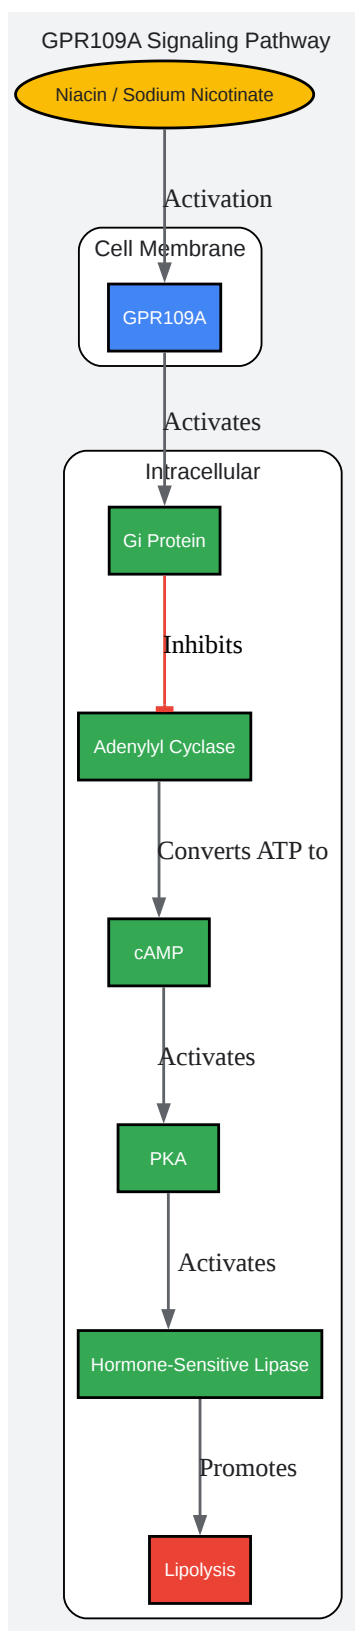 GPR109A Signaling Pathway
Niacin / Sodium Nicotinate
Activation
Cell Membrane
GPR109A
Activates
Intracellular
Gi Protein
Inhibits
Adenylyl Cyclase
Converts ATP to
cAMP
Activates
PKA
Activates
Hormone-Sensitive Lipase
Promotes
Lipolysis